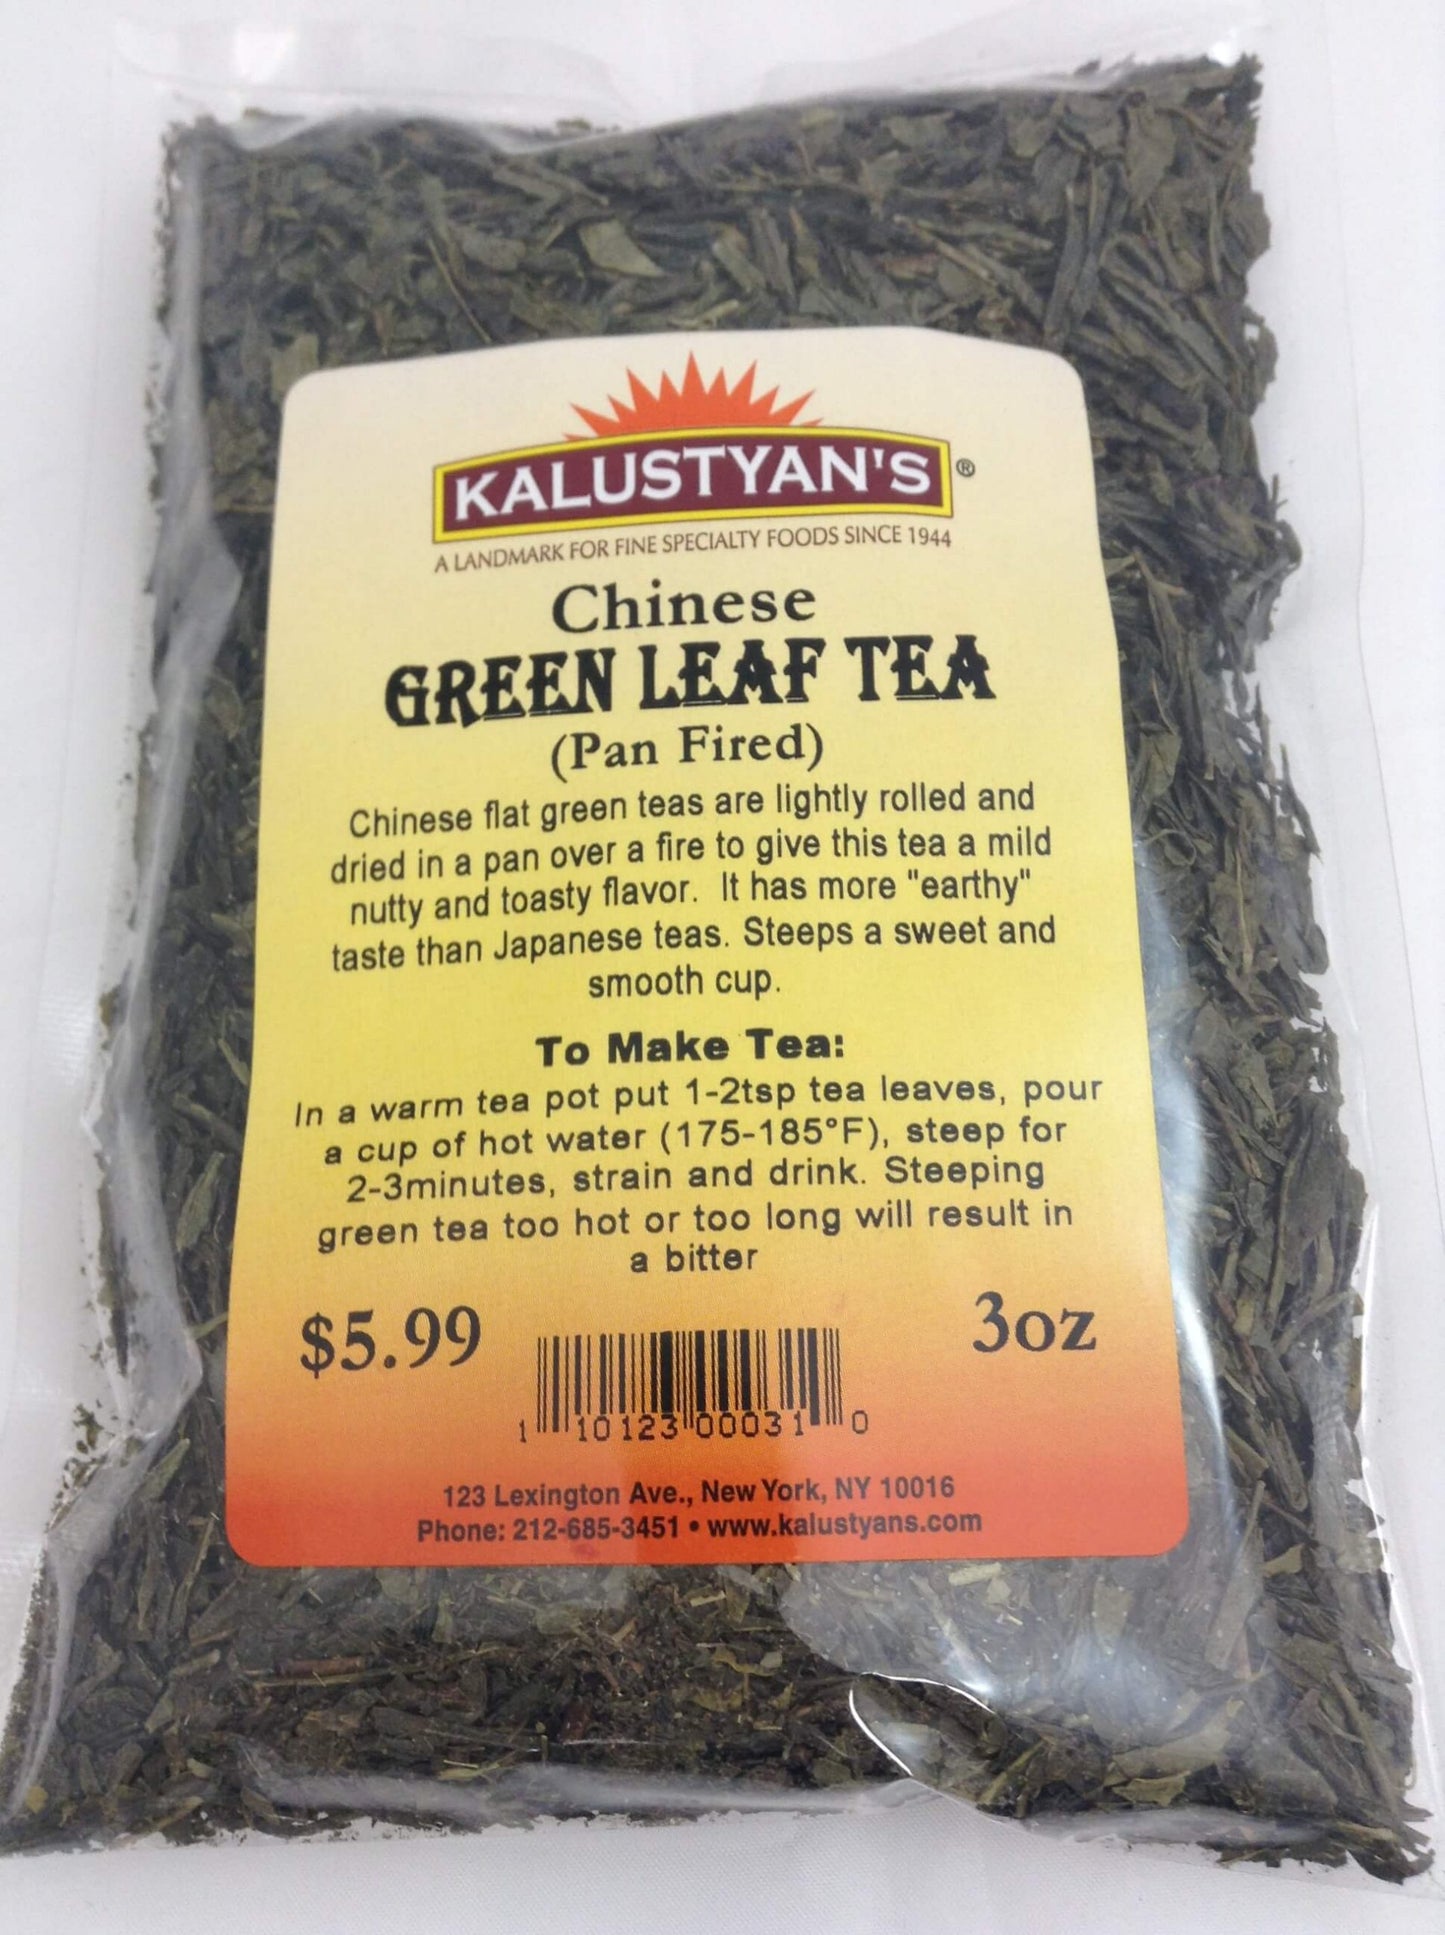 KALUSTYAN'S®
A LANDMARK FOR FINE SPECIALTY FOODS SINCE 1944
Chinese
GREEN LEAF TEA
(Pan Fired)
Chinese flat green teas are lightly rolled and
dried in a pan over a fire to give this tea a mild
nutty and toasty flavor. It has more "earthy"
taste than Japanese teas. Steeps a sweet and
smooth cup.
To Make Tea:
In a warm tea pot put 1-2tsp tea leaves, pour
a cup of hot water (175-185°F), steep for
2-3minutes, strain and drink. Steeping
green tea too hot or too long will result in
a bitter
$5.99 3oz
1 10123 00031 0
123 Lexington Ave., New York, NY 10016
Phone: 212-685-3451 • www.kalustyans.com